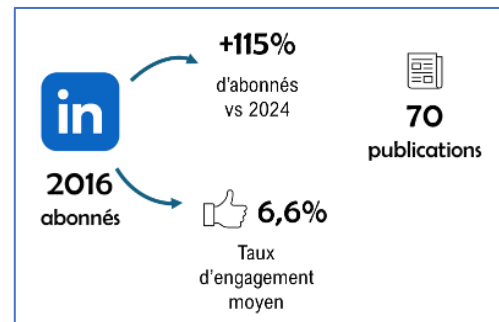 in
2016
abonnés
+115%
d'abonnés
vs 2024
6,6%
Taux
d'engagement
moyen
70
publications